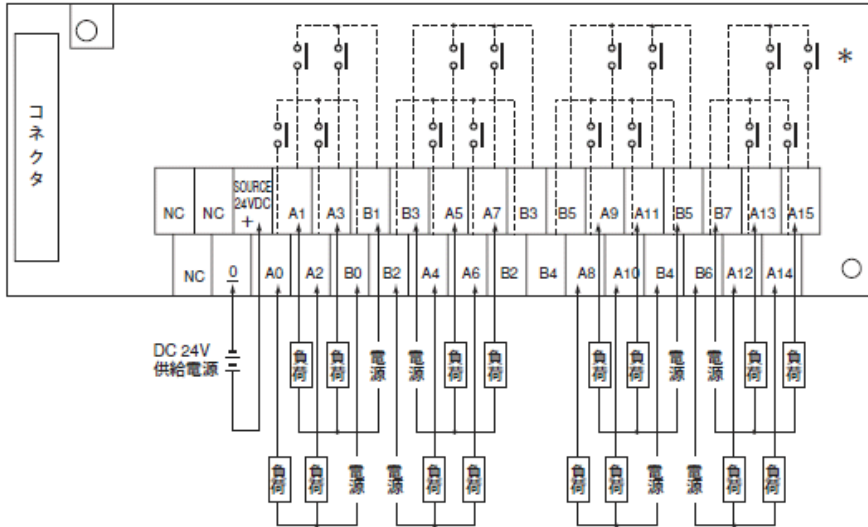 コネクタ
*
NC NC SOURCE 24VDC + A1 A3 B1 B3 A5 A7 B3 B5 A9 A11 B5 B7 A13 A15
NC 0 A0 A2 B0 B2 A4 A6 B2 B4 A8 A10 B4 B6 A12 A14
DC 24V
供給電源
負荷 負荷 電源 電源 負荷 負荷 負荷 負荷 電源 電源 負荷 負荷
負荷 負荷 電源 電源 負荷 負荷 負荷 負荷 電源 電源 負荷 負荷